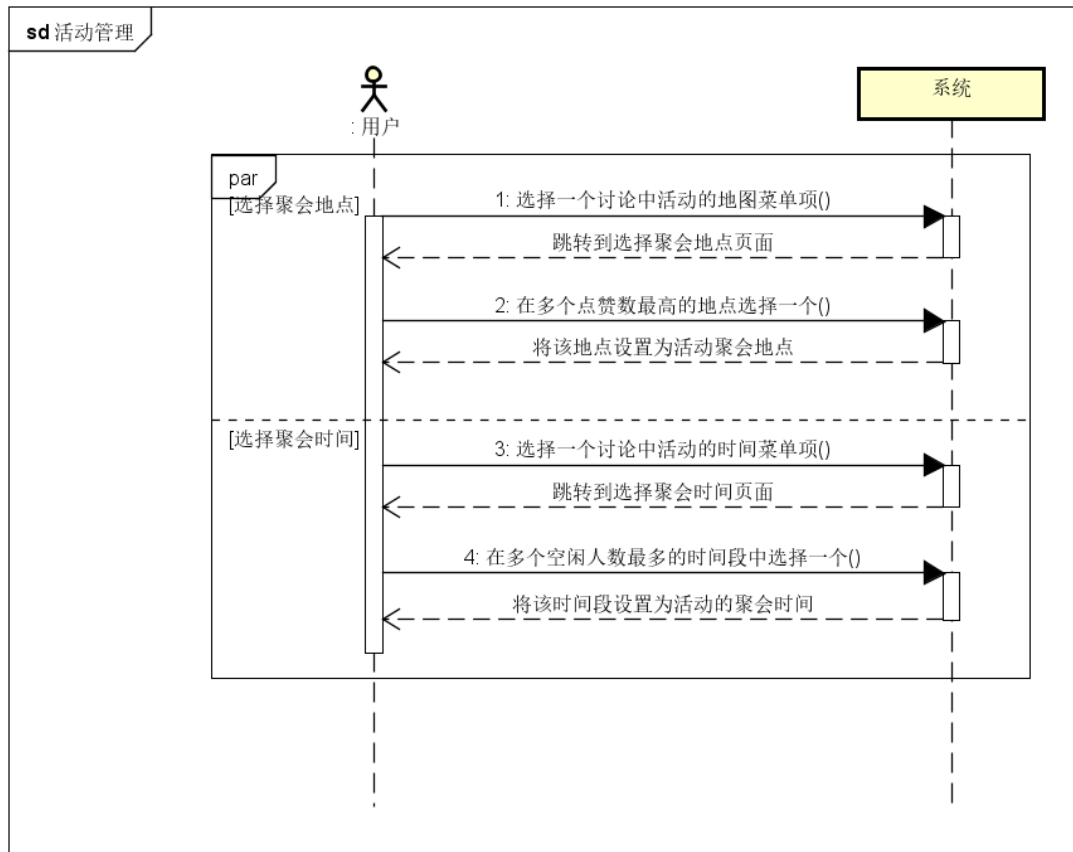 sd 活动管理
系统
: 用户
par
[选择聚会地点]
1: 选择一个讨论中活动的地图菜单项()
跳转到选择聚会地点页面
2: 在多个点赞数最高的地点选择一个()
将该地点设置为活动聚会地点
[选择聚会时间]
3: 选择一个讨论中活动的时间菜单项()
跳转到选择聚会时间页面
4: 在多个空闲人数最多的时间段中选择一个()
将该时间段设置为活动的聚会时间